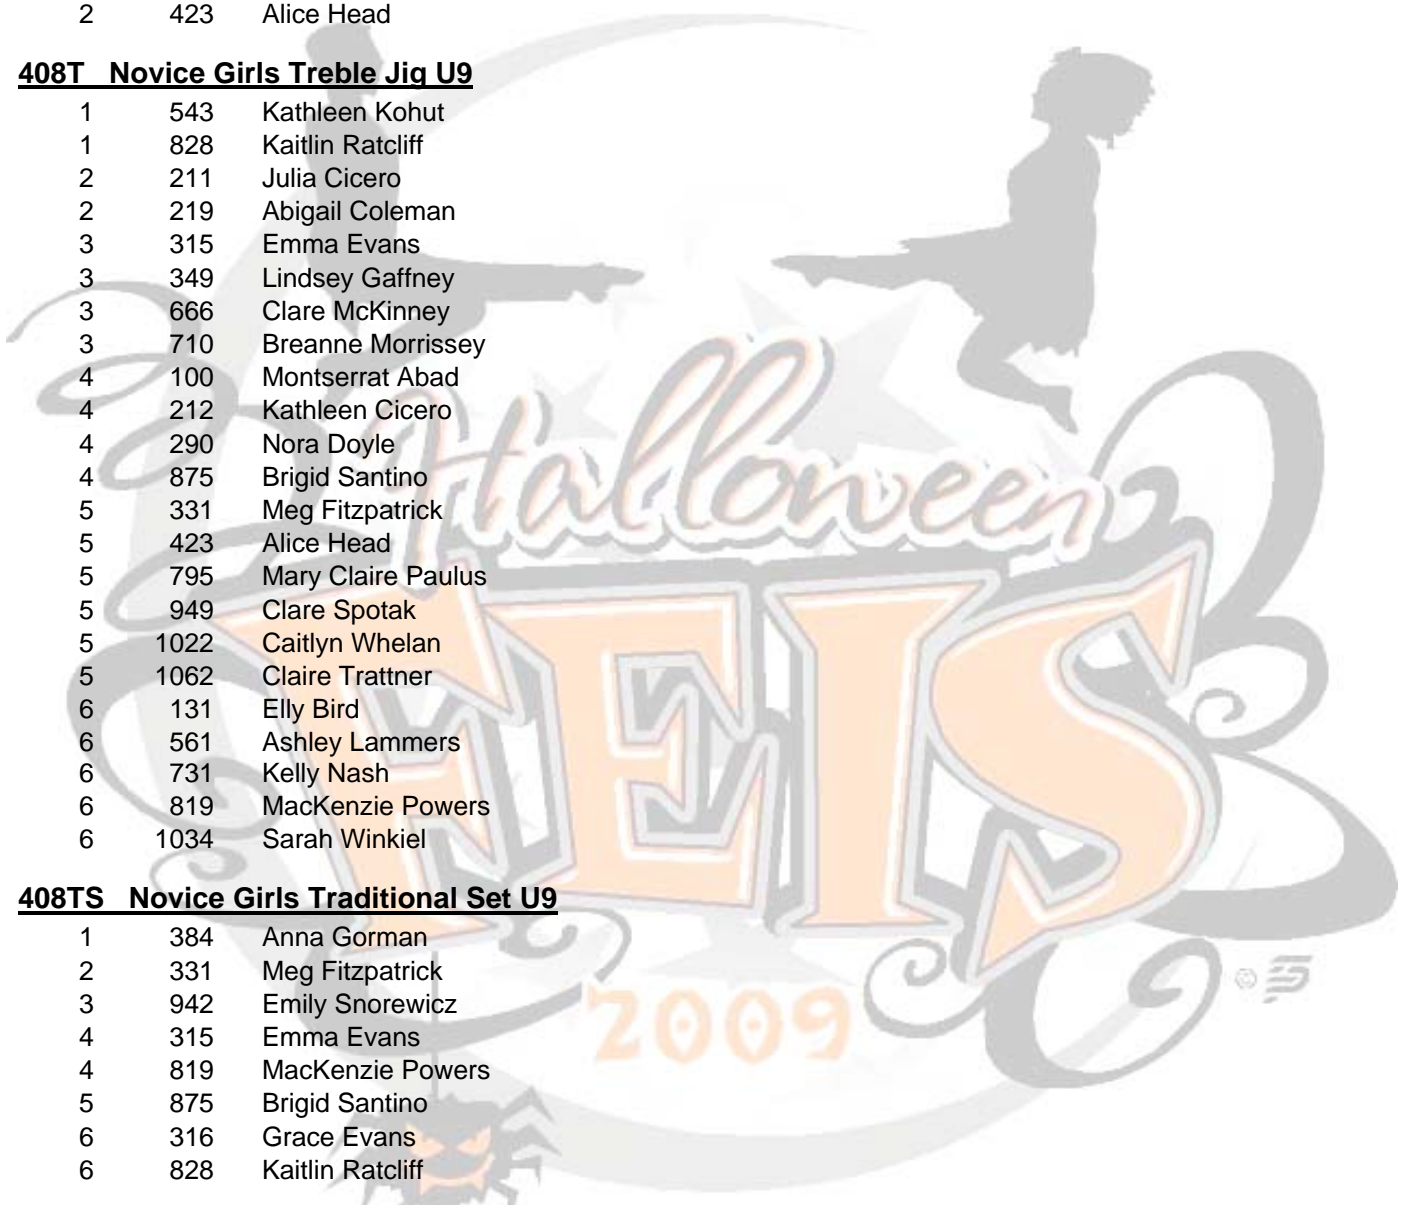 2 423 Alice Head
408T Novice Girls Treble Jig U9
1 543 Kathleen Kohut
1 828 Kaitlin Ratcliff
2 211 Julia Cicero
2 219 Abigail Coleman
3 315 Emma Evans
3 349 Lindsey Gaffney
3 666 Clare McKinney
3 710 Breanne Morrissey
4 100 Montserrat Abad
4 212 Kathleen Cicero
4 290 Nora Doyle
4 875 Brigid Santino
5 331 Meg Fitzpatrick
5 423 Alice Head
5 795 Mary Claire Paulus
5 949 Clare Spotak
5 1022 Caitlyn Whelan
5 1062 Claire Trattner
6 131 Elly Bird
6 561 Ashley Lammers
6 731 Kelly Nash
6 819 MacKenzie Powers
6 1034 Sarah Winkiel
408TS Novice Girls Traditional Set U9
1 384 Anna Gorman
2 331 Meg Fitzpatrick
3 942 Emily Snorewicz
4 315 Emma Evans
4 819 MacKenzie Powers
5 875 Brigid Santino
6 316 Grace Evans
6 828 Kaitlin Ratcliff
Halloween
FEIS
2009